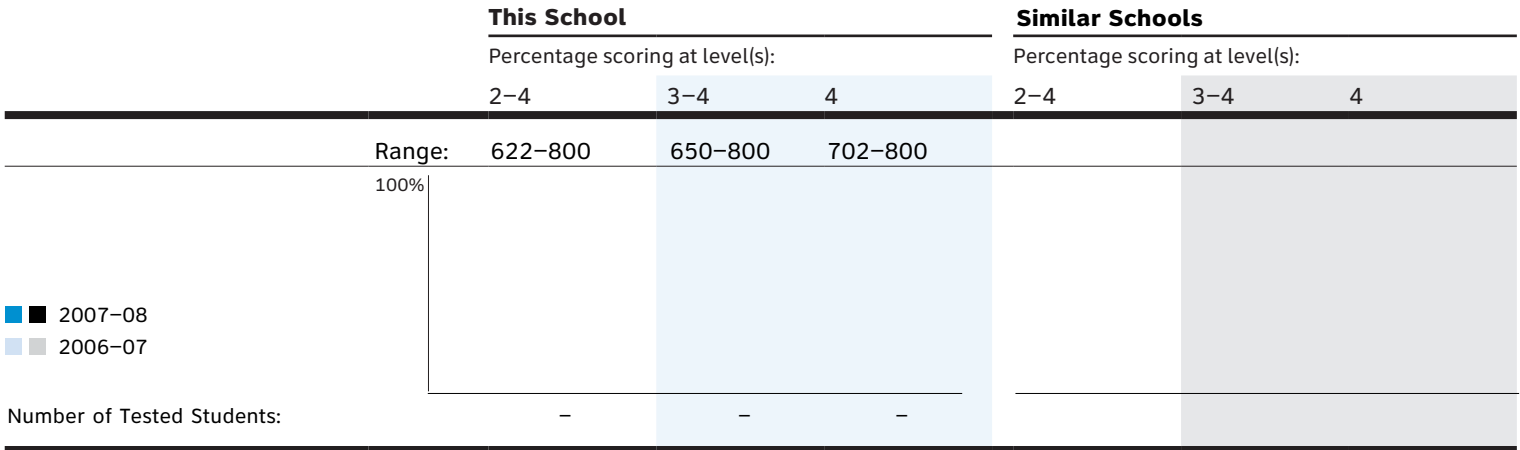 This School Similar Schools
Percentage scoring at level(s): Percentage scoring at level(s):
2–4 3–4 4 2–4 3–4 4
Range: 622–800 650–800 702–800
100%
2007–08
2006–07
Number of Tested Students: – – –